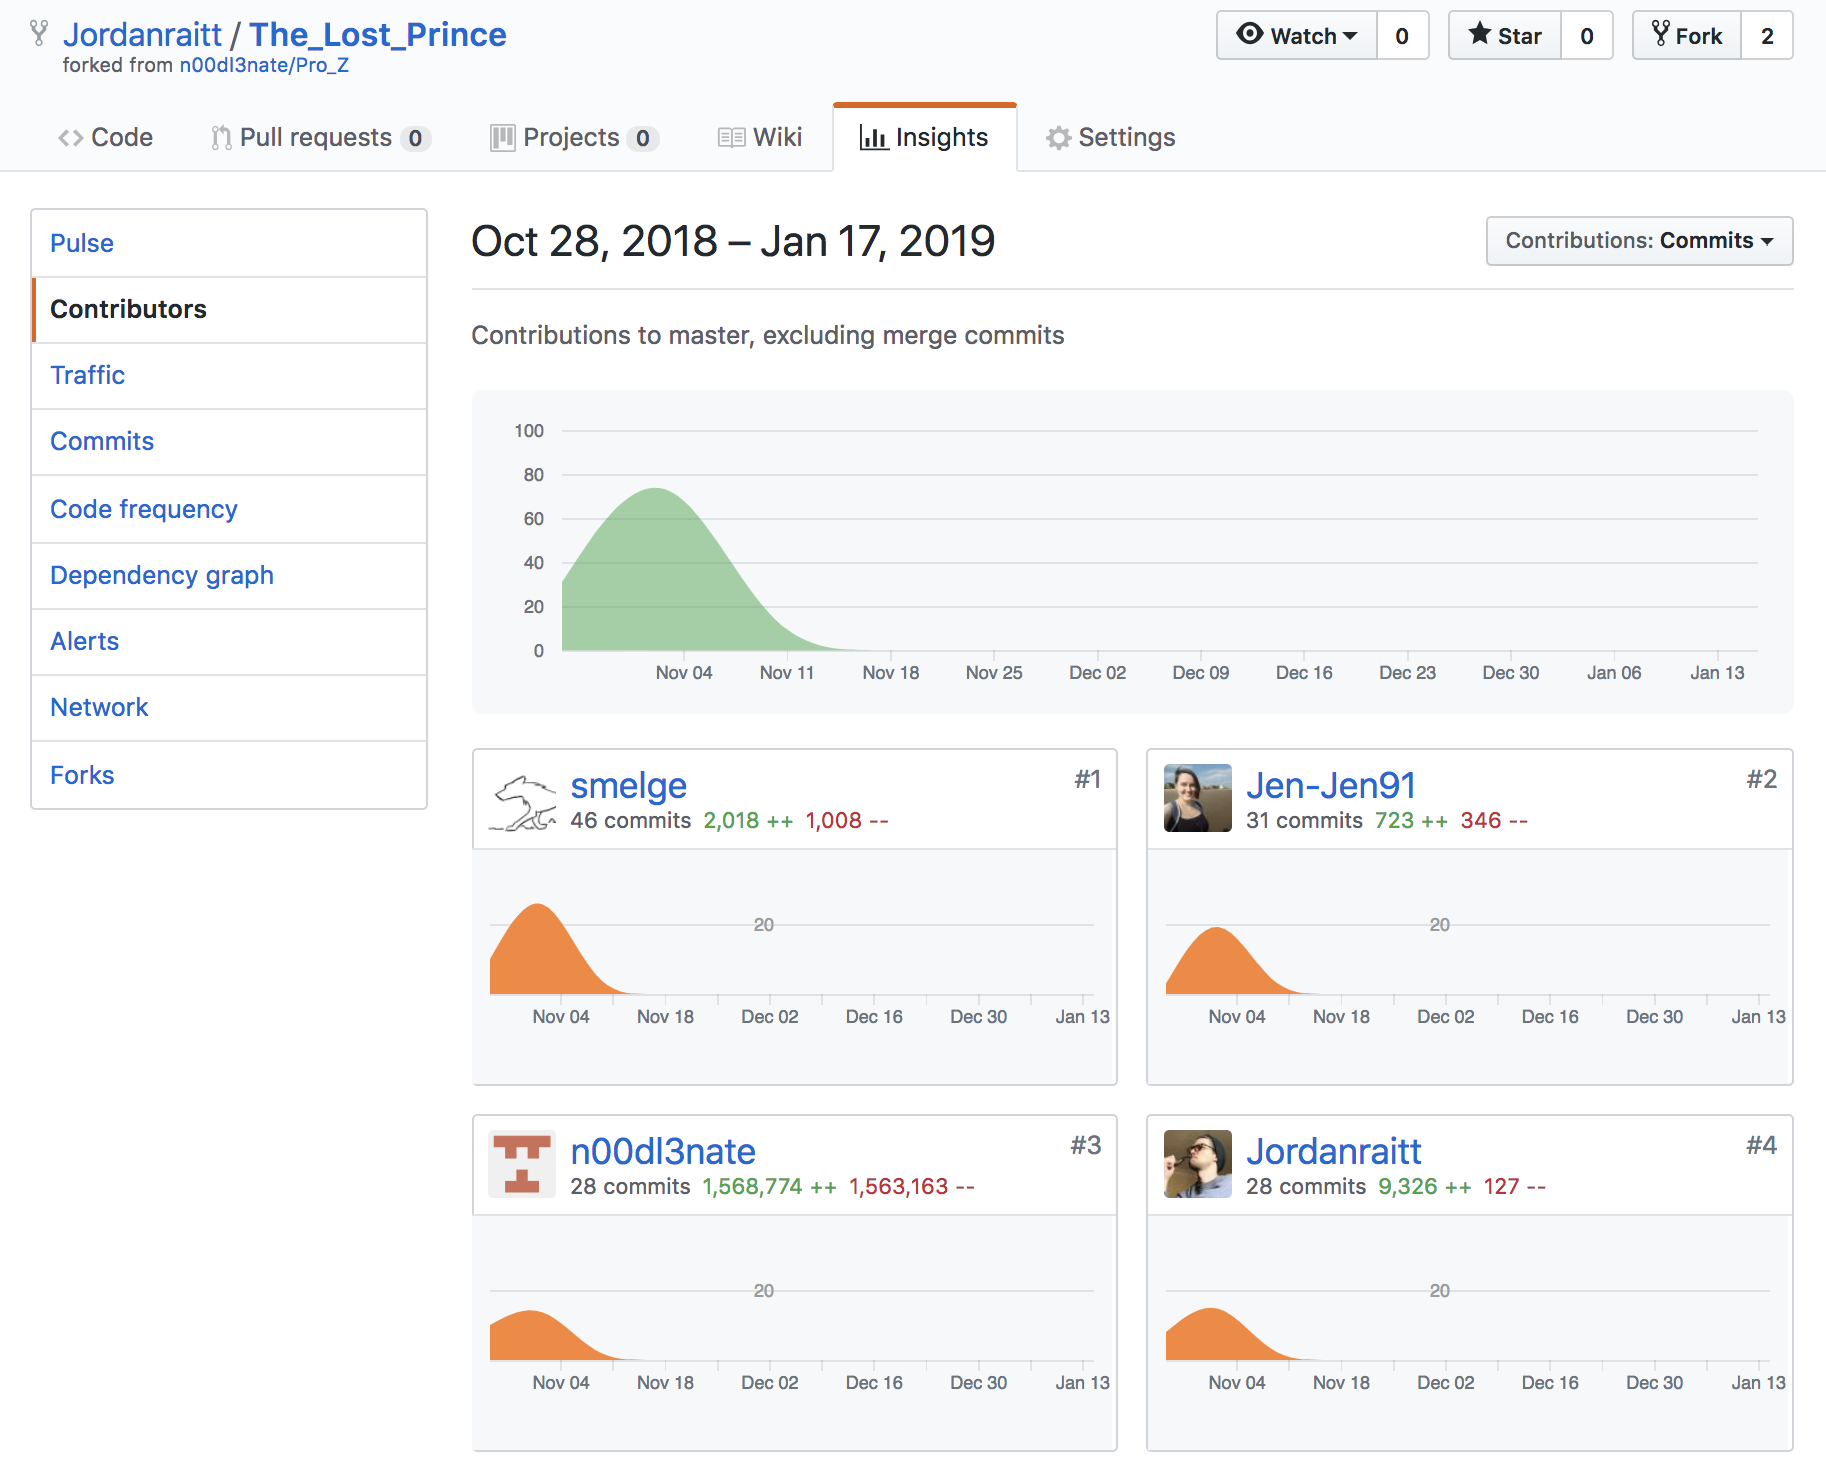 Jordanraitt / The_Lost_Prince
forked from n00dl3nate/Pro_Z
Watch 0 Star 0 Fork 2
Code Pull requests 0 Projects 0 Wiki Insights Settings
Pulse
Contributors
Traffic
Commits
Code frequency
Dependency graph
Alerts
Network
Forks
Oct 28, 2018 – Jan 17, 2019
Contributions: Commits
Contributions to master, excluding merge commits
100
80
60
40
20
0
Nov 04 Nov 11 Nov 18 Nov 25 Dec 02 Dec 09 Dec 16 Dec 23 Dec 30 Jan 06 Jan 13
smelge #1
46 commits 2,018 ++ 1,008 --
20
Nov 04 Nov 18 Dec 02 Dec 16 Dec 30 Jan 13
Jen-Jen91 #2
31 commits 723 ++ 346 --
20
Nov 04 Nov 18 Dec 02 Dec 16 Dec 30 Jan 13
n00dl3nate #3
28 commits 1,568,774 ++ 1,563,163 --
20
Nov 04 Nov 18 Dec 02 Dec 16 Dec 30 Jan 13
Jordanraitt #4
28 commits 9,326 ++ 127 --
20
Nov 04 Nov 18 Dec 02 Dec 16 Dec 30 Jan 13